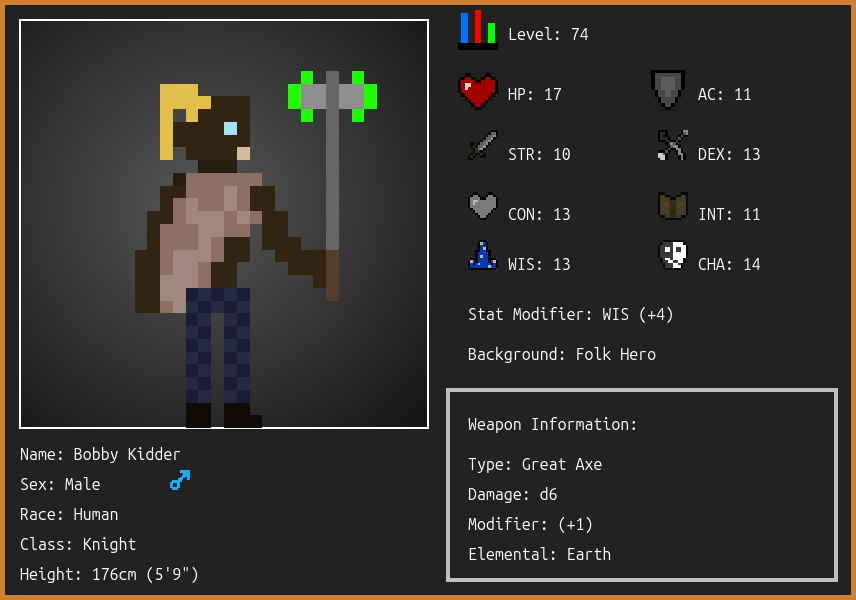 Level: 74
HP: 17
AC: 11
STR: 10
DEX: 13
CON: 13
INT: 11
WIS: 13
CHA: 14
Stat Modifier: WIS (+4)
Background: Folk Hero
Weapon Information:
Type: Great Axe
Damage: d6
Modifier: (+1)
Elemental: Earth
Name: Bobby Kidder
Sex: Male
Race: Human
Class: Knight
Height: 176cm (5'9")